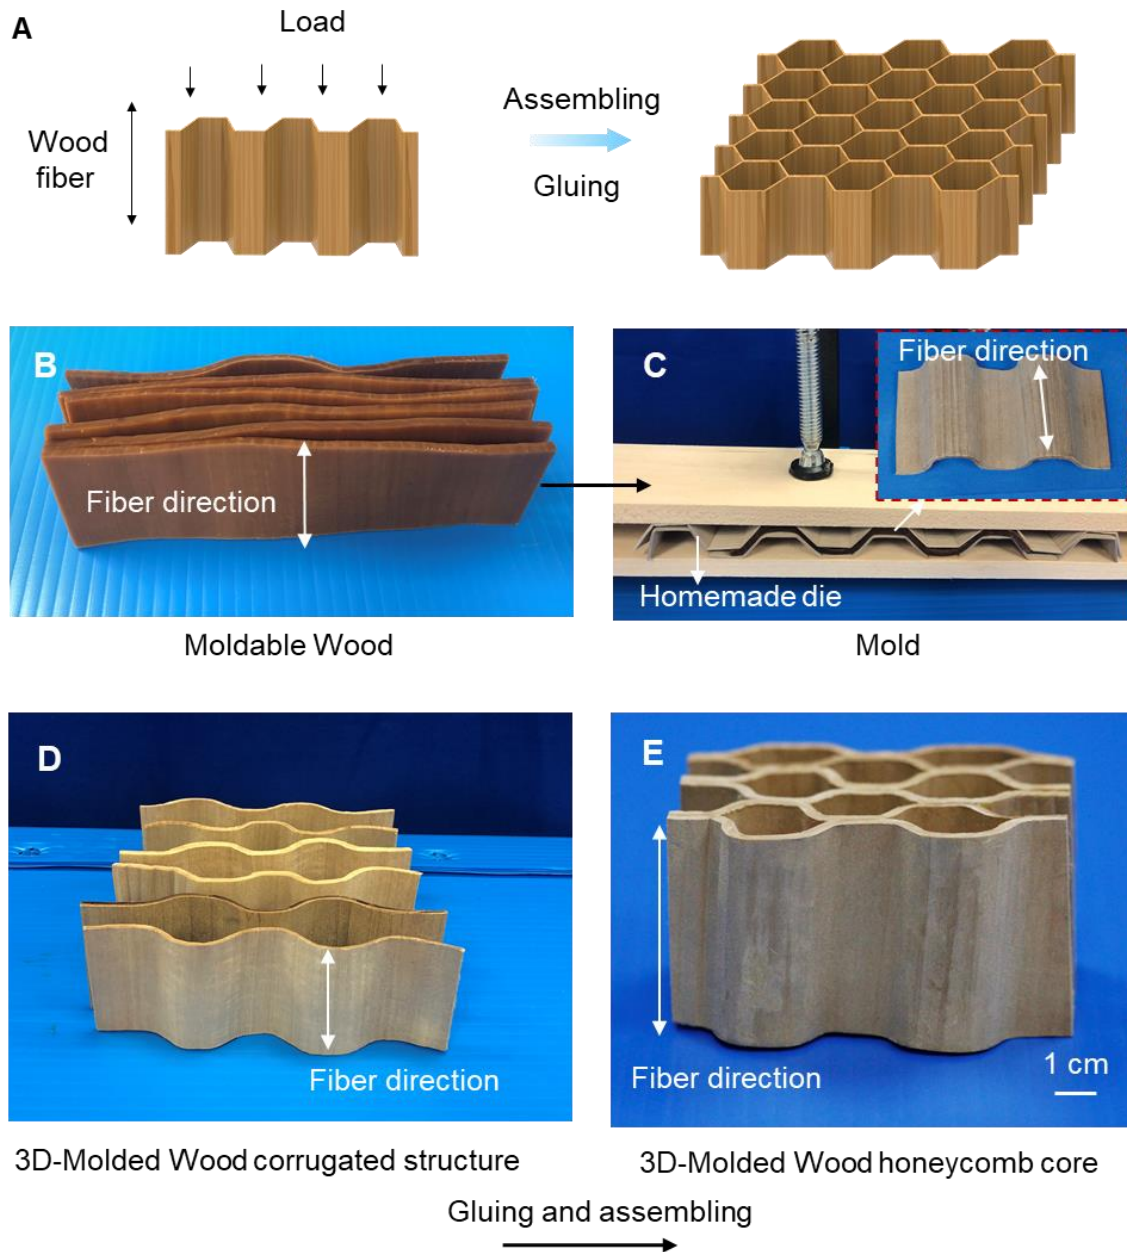 A
Load
Wood
fiber
Assembling
Gluing
B
Fiber direction
Moldable Wood
C
Fiber direction
Homemade die
Mold
D
Fiber direction
3D-Molded Wood corrugated structure
E
Fiber direction
1 cm
3D-Molded Wood honeycomb core
Gluing and assembling